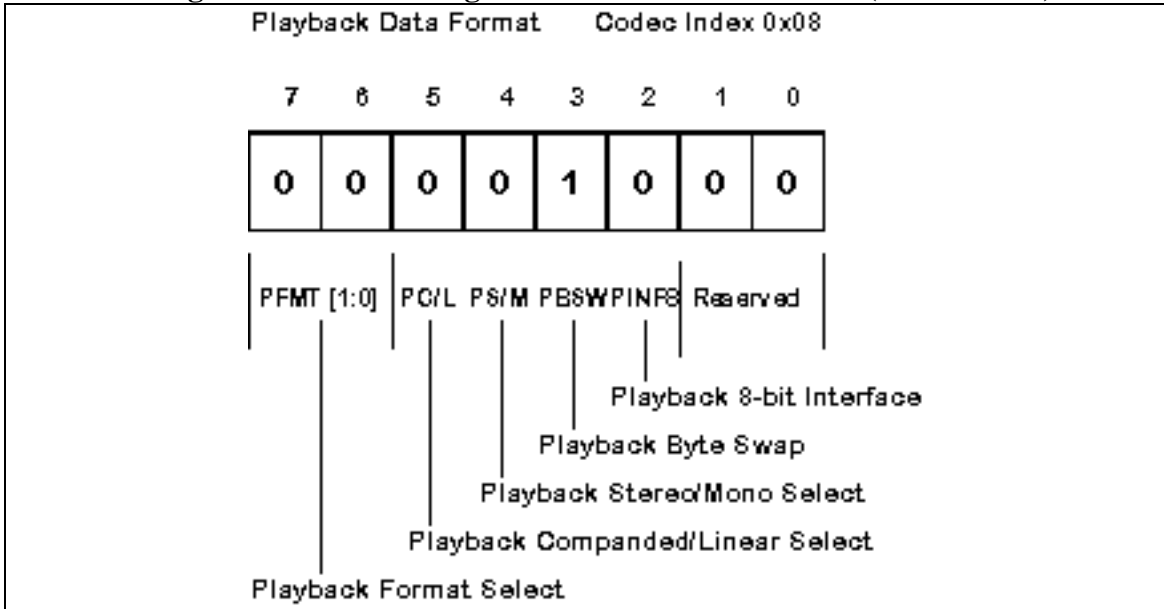 Playback Data Format Codec Index 0x08
7 6 5 4 3 2 1 0
0 0 0 0 1 0 0 0
PFMT [1:0] PC/L PS/M PBSW PINF8 Reserved
Playback 8-bit Interface
Playback Byte Swap
Playback Stereo/Mono Select
Playback Companded/Linear Select
Playback Format Select